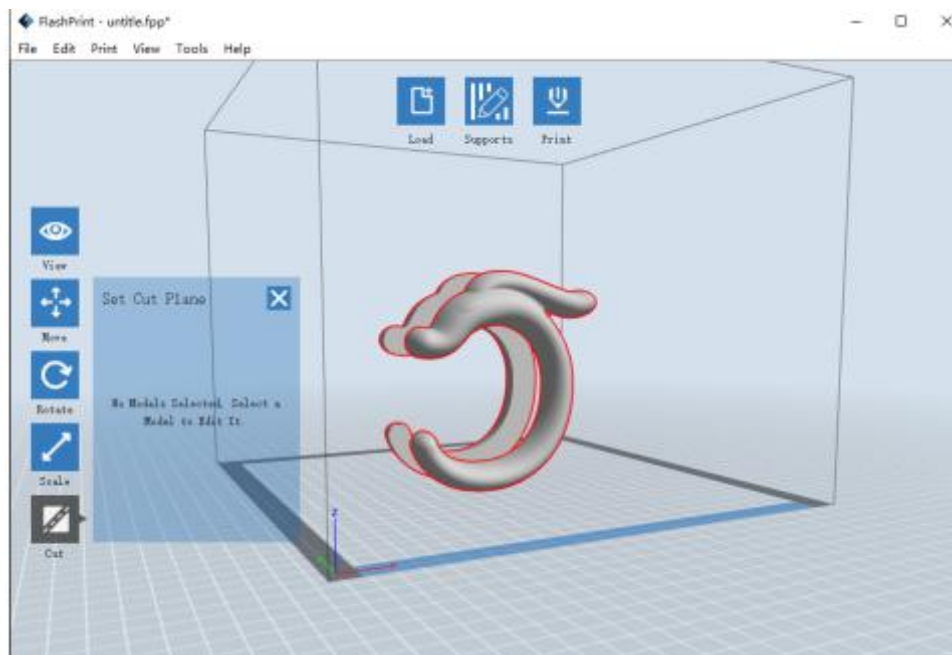 FlashPrint - untitle.fpp*
File Edit Print View Tools Help
Load Supports Print
View
Move
Rotate
Scale
Cut
Set Cut Plane
No Models Selected, Select a
Model to Edit It.
z